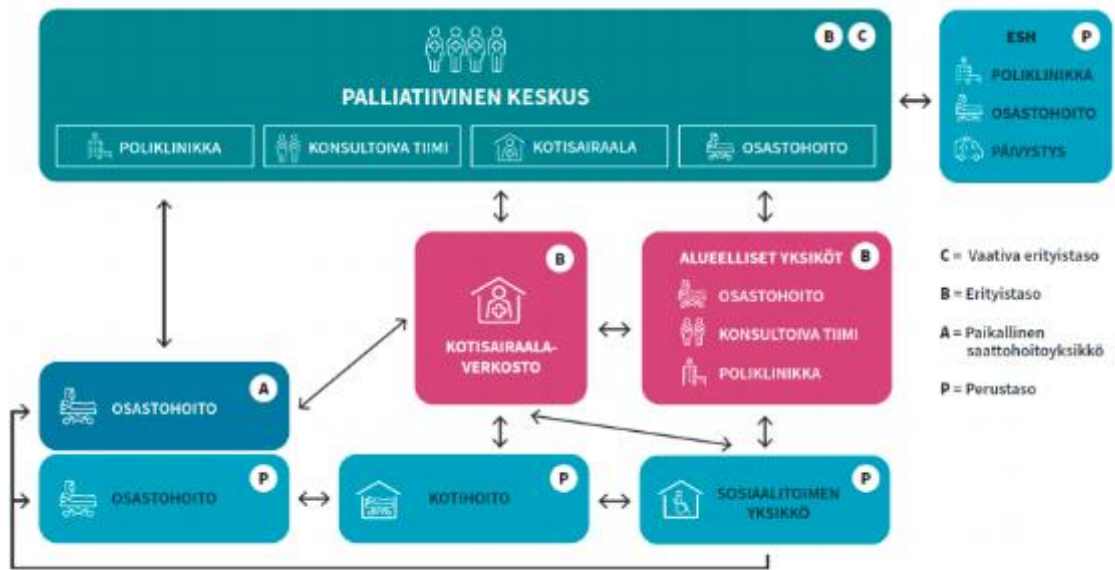 B C
PALLIATIIVINEN KESKUS
POLIKLINIKKA
KONSULTOIVA TIIMI
KOTISAIRAALA
OSASTOHOITO
ESH P
POLIKLINIKKA
OSASTOHOITO
PÄIVYSTYS
B
KOTISAIRAALA-
VERKOSTO
ALUEELLISET YKSIKÖT B
OSASTOHOITO
KONSULTOIVA TIIMI
POLIKLINIKKA
C = Vaativa erityistaso
B = Erityistaso
A = Paikallinen
saattohoitoyksikkö
P = Perustaso
OSASTOHOITO A
OSASTOHOITO P
KOTIHOITO P
SOSIAALITOIMEN P
YKSIKKÖ